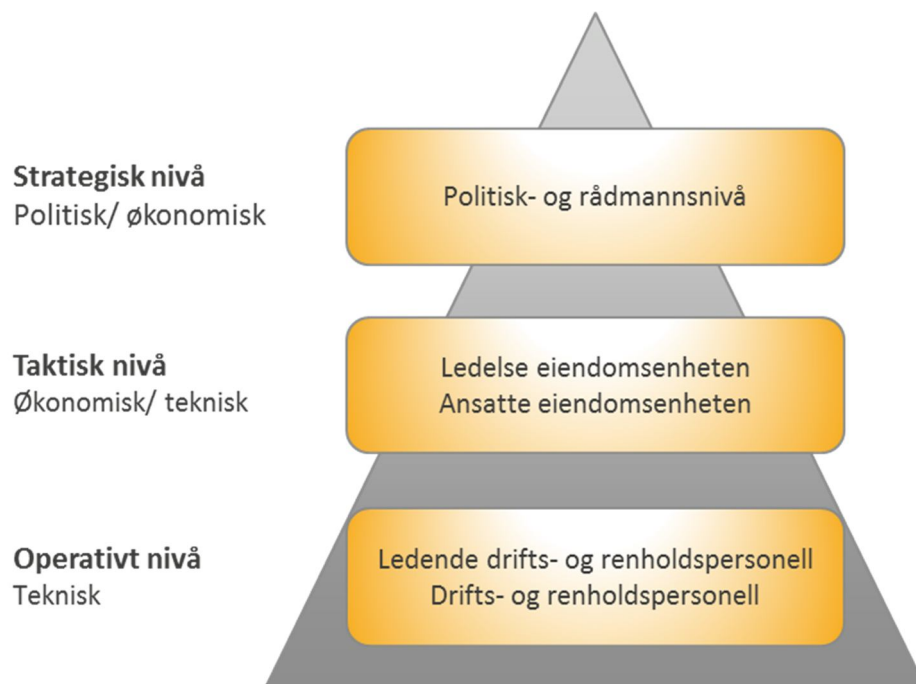 Strategisk nivå
Politisk/ økonomisk
Politisk- og rådmannsnivå
Taktisk nivå
Økonomisk/ teknisk
Ledelse eiendomsenheten
Ansatte eiendomsenheten
Operativt nivå
Teknisk
Ledende drifts- og renholdspersonell
Drifts- og renholdspersonell